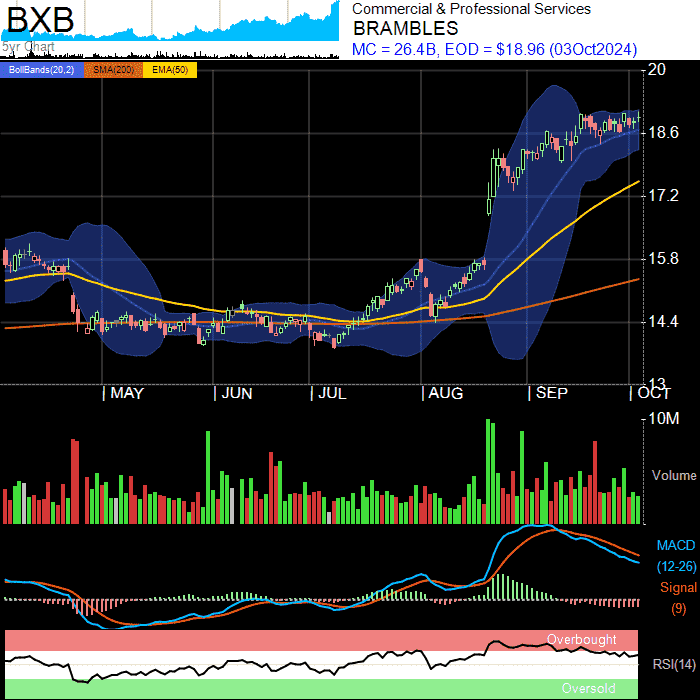 BXB
5yr Chart
Commercial & Professional Services
BRAMBLES
MC = 26.4B, EOD = $18.96 (03Oct2024)
BollBands(20,2) SMA(200) EMA(50)
20
18.6
17.2
15.8
14.4
13
MAY JUN JUL AUG SEP OCT
10M
Volume
MACD
(12-26)
Signal
(9)
Overbought
RSI(14)
Oversold